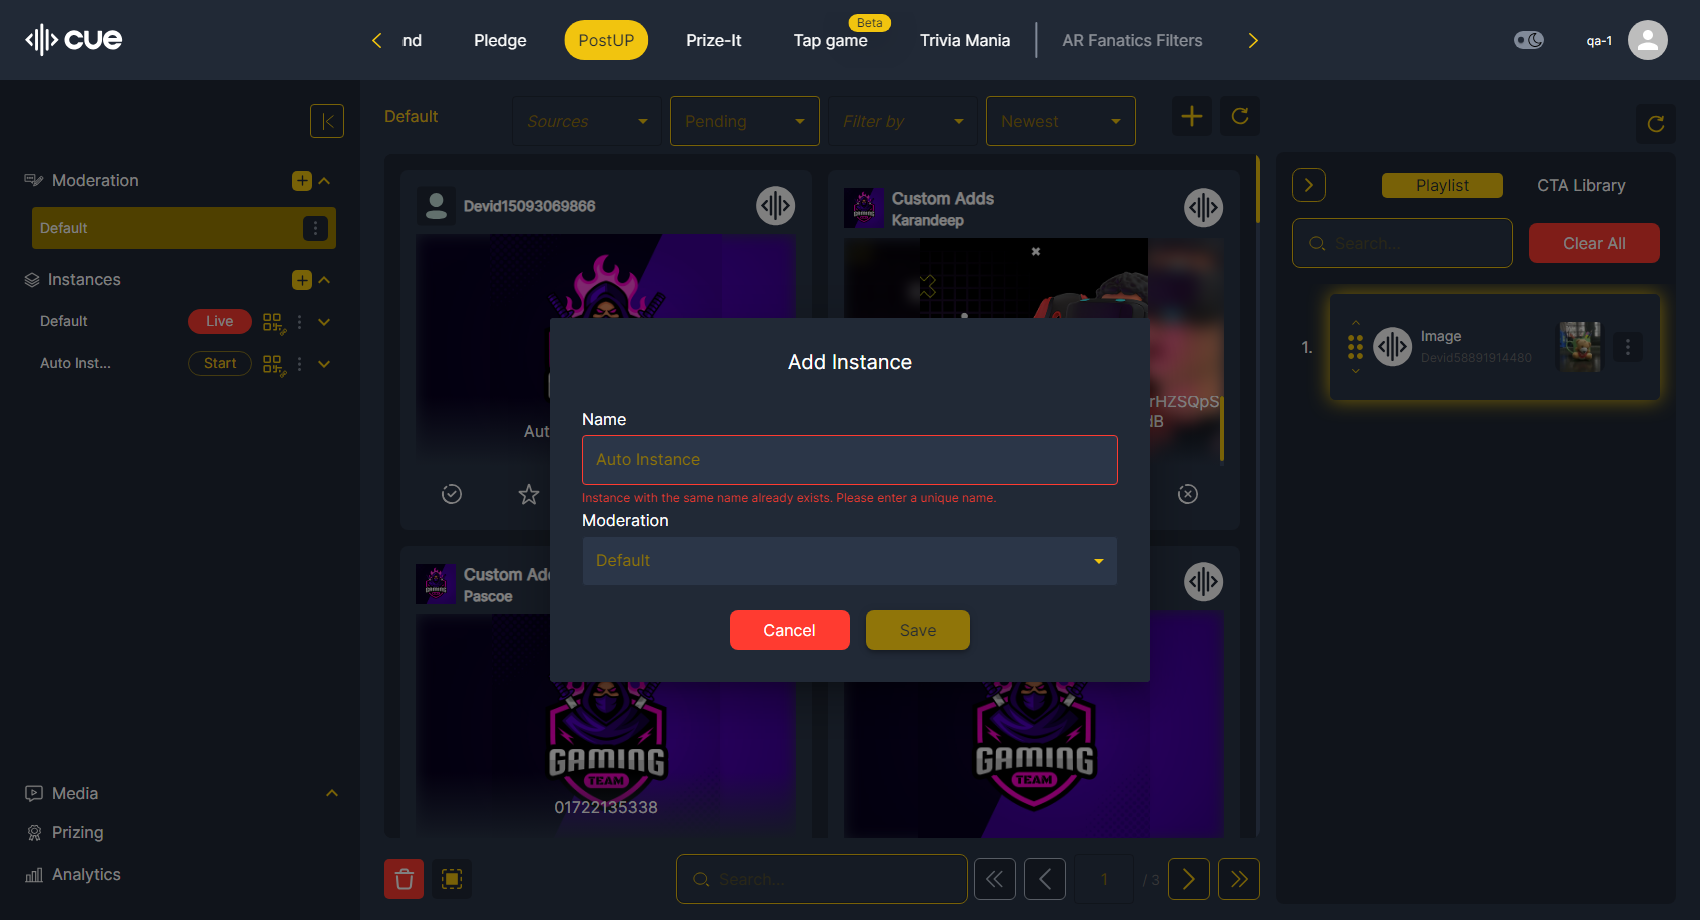 cue
nd
Pledge
PostUP
Prize-It
Beta
Tap game
Trivia Mania
AR Fanatics Filters
qa-1
Moderation
Default
Instances
Default
Live
Auto Inst...
Start
Media
Prizing
Analytics
Default
Sources
Pending
Filter by
Newest
Devid15093069866
Aut
Custom Adds
Karandeep
rHZSQpS
dB
Custom Add
Pascoe
GAMING
TEAM
01722135338
GAMING
TEAM
Search...
1
/ 3
Playlist
CTA Library
Search...
Clear All
1.
Image
Devid58891914480
Add Instance
Name
Auto Instance
Instance with the same name already exists. Please enter a unique name.
Moderation
Default
Cancel
Save